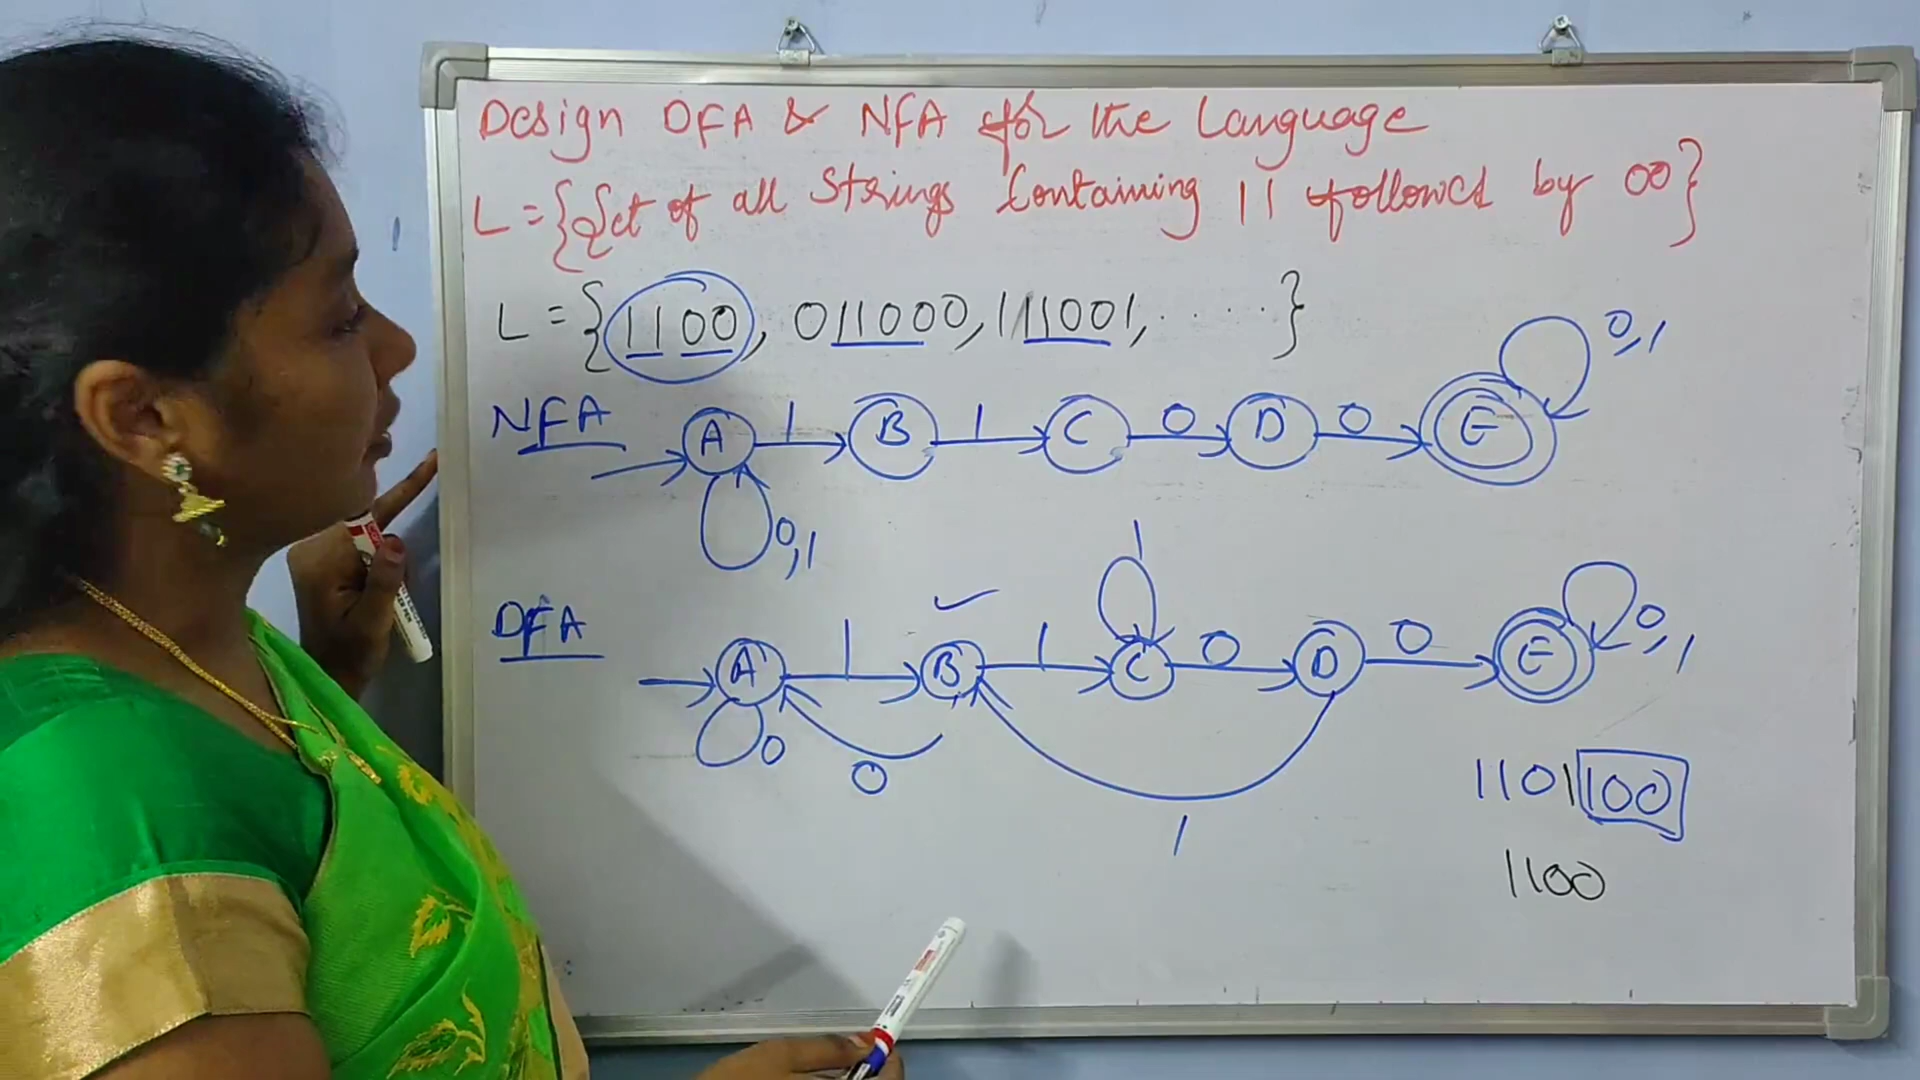 Design DFA & NFA for the Language
L = {Set of all Strings Containing 11 followed by 00}
L = {1100, 011000, 111001, .....}
NFA A 1 B 1 C 0 D 0 E 0,1
0,1
1
DFA A 1 B 1 C 0 D 0 E 0,1
0 0
1
1101100
1100